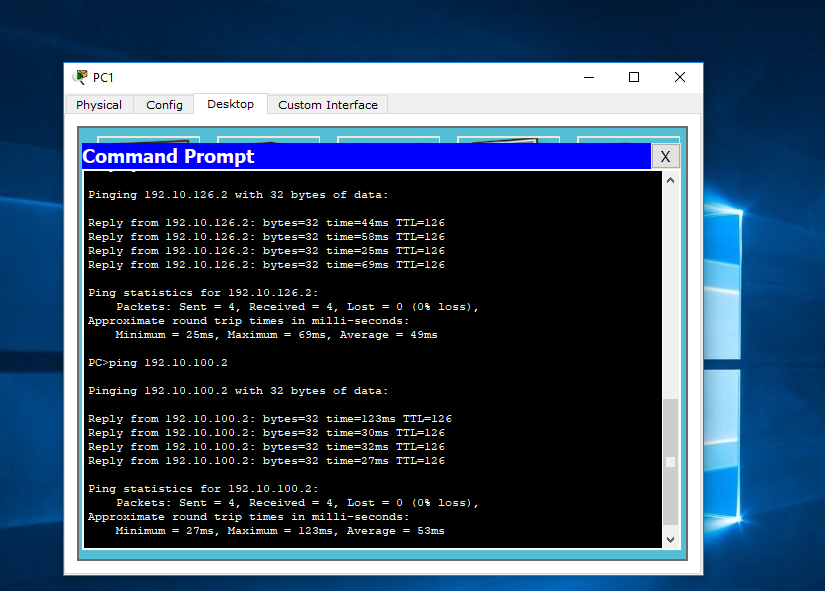 PC1
Physical Config Desktop Custom Interface
Command Prompt X
Pinging 192.10.126.2 with 32 bytes of data:
Reply from 192.10.126.2: bytes=32 time=44ms TTL=126
Reply from 192.10.126.2: bytes=32 time=58ms TTL=126
Reply from 192.10.126.2: bytes=32 time=25ms TTL=126
Reply from 192.10.126.2: bytes=32 time=69ms TTL=126
Ping statistics for 192.10.126.2:
Packets: Sent = 4, Received = 4, Lost = 0 (0% loss),
Approximate round trip times in milli-seconds:
Minimum = 25ms, Maximum = 69ms, Average = 49ms
PC>ping 192.10.100.2
Pinging 192.10.100.2 with 32 bytes of data:
Reply from 192.10.100.2: bytes=32 time=123ms TTL=126
Reply from 192.10.100.2: bytes=32 time=30ms TTL=126
Reply from 192.10.100.2: bytes=32 time=32ms TTL=126
Reply from 192.10.100.2: bytes=32 time=27ms TTL=126
Ping statistics for 192.10.100.2:
Packets: Sent = 4, Received = 4, Lost = 0 (0% loss),
Approximate round trip times in milli-seconds:
Minimum = 27ms, Maximum = 123ms, Average = 53ms